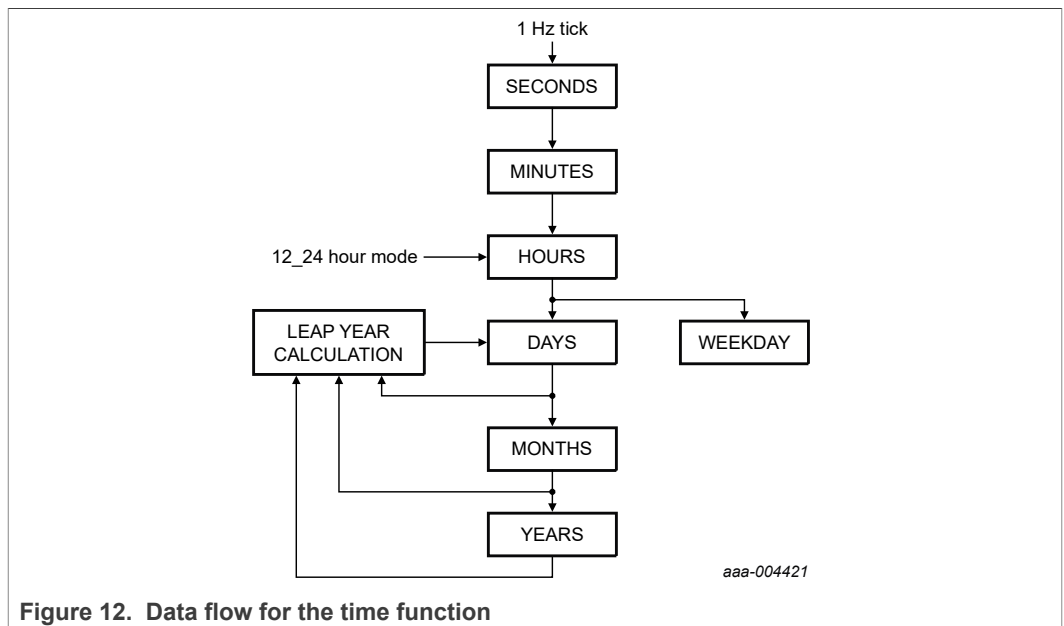 1 Hz tick
SECONDS
MINUTES
12_24 hour mode
HOURS
LEAP YEAR
CALCULATION
DAYS
WEEKDAY
MONTHS
YEARS
aaa-004421
Figure 12. Data flow for the time function